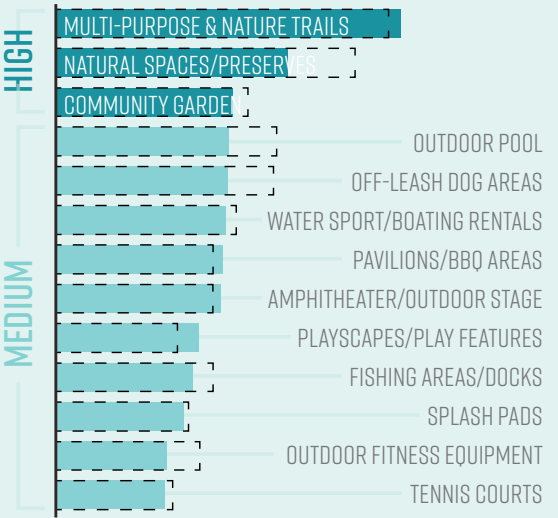 HIGH
MULTI-PURPOSE & NATURE TRAILS
NATURAL SPACES/PRESERVES
COMMUNITY GARDEN
MEDIUM
OUTDOOR POOL
OFF-LEASH DOG AREAS
WATER SPORT/BOATING RENTALS
PAVILIONS/BBQ AREAS
AMPHITHEATER/OUTDOOR STAGE
PLAYSCAPES/PLAY FEATURES
FISHING AREAS/DOCKS
SPLASH PADS
OUTDOOR FITNESS EQUIPMENT
TENNIS COURTS